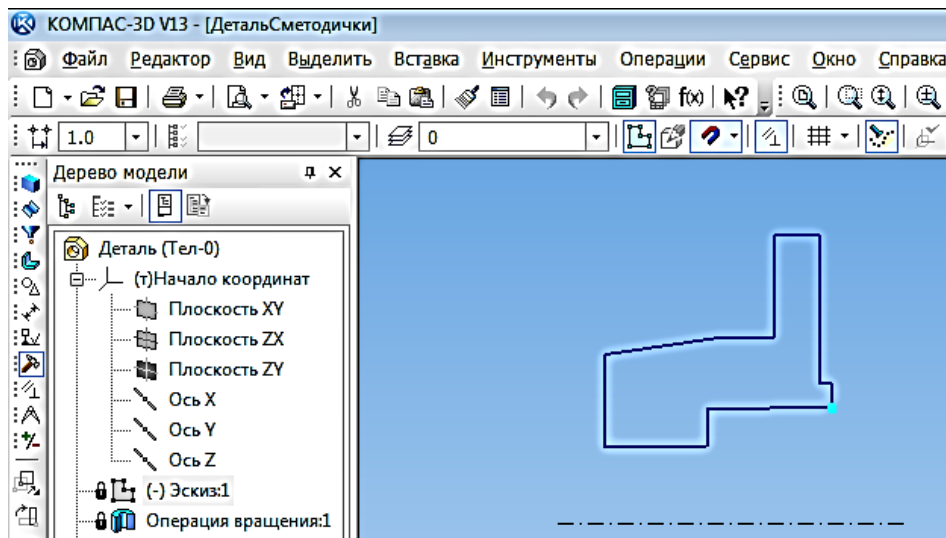 КОМПАС-3D V13 - [ДетальСметодички]
Файл Редактор Вид Выделить Вставка Инструменты Операции Сервис Окно Справка
f(x) ?
1.0 0
Дерево модели
Деталь (Тел-0)
(т)Начало координат
Плоскость XY
Плоскость ZX
Плоскость ZY
Ось X
Ось Y
Ось Z
(-) Эскиз:1
Операция вращения:1